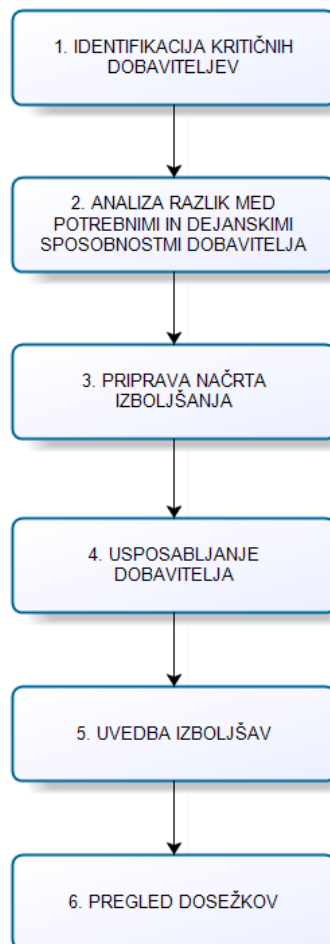 1. IDENTIFIKACIJA KRITIČNIH
DOBAVITELJEV
2. ANALIZA RAZLIK MED
POTREBNIMI IN DEJANSKIMI
SPOSOBNOSTMI DOBAVITELJA
3. PRIPRAVA NAČRTA
IZBOLJŠANJA
4. USPOSABLJANJE
DOBAVITELJA
5. UVEDBA IZBOLJŠAV
6. PREGLED DOSEŽKOV